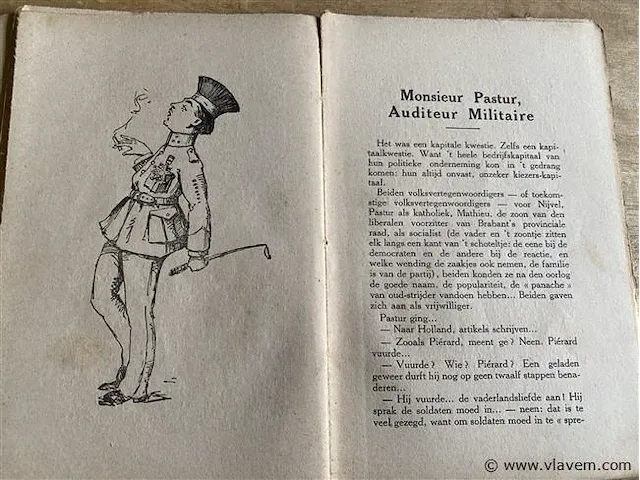 Monsieur Pastur,
Auditeur Militaire
Het was een kapitale kwestie. Zelfs een kapi-
taalkwestie. Want 't heele bedrijfskapitaal van
hun politieke onderneming kon in 't gedrang
komen: hun altijd onvast, onzeker kiezers-kapi-
taal.
Beiden volksvertegenwoordigers — of toekom-
stige volksvertegenwoordigers — voor Nijvel,
Pastur als katholiek, Mathieu, de zoon van den
liberalen voorzitter van Brabant's provinciale
raad, als socialist (de vader en 't zoontje zitten
elk langs een kant van 't schoteltje: de eene bij de
democraten en de andere bij de reactie, en
welke wending de zaakjes ook nemen, de familie
is van de partij), beiden konden ze na den oorlog
de goede naam, de populariteit, de « panache »
van oud-strijder vandoen hebben... Beiden gaven
zich aan als vrijwilliger.
Pastur ging...
— Naar Holland, artikels schrijven...
— Zooals Piérard, meent ge? Neen. Piérard
vuurde...
— Vuurde? Wie? Piérard? Een geladen
geweer durft hij nog op geen twaalf stappen bena-
deren...
— Hij vuurde... de vaderlandsliefde aan! Hij
sprak de soldaten moed in... — neen: dat is te
veel gezegd, want om soldaten moed in te « spre-
© www.vlavem.com